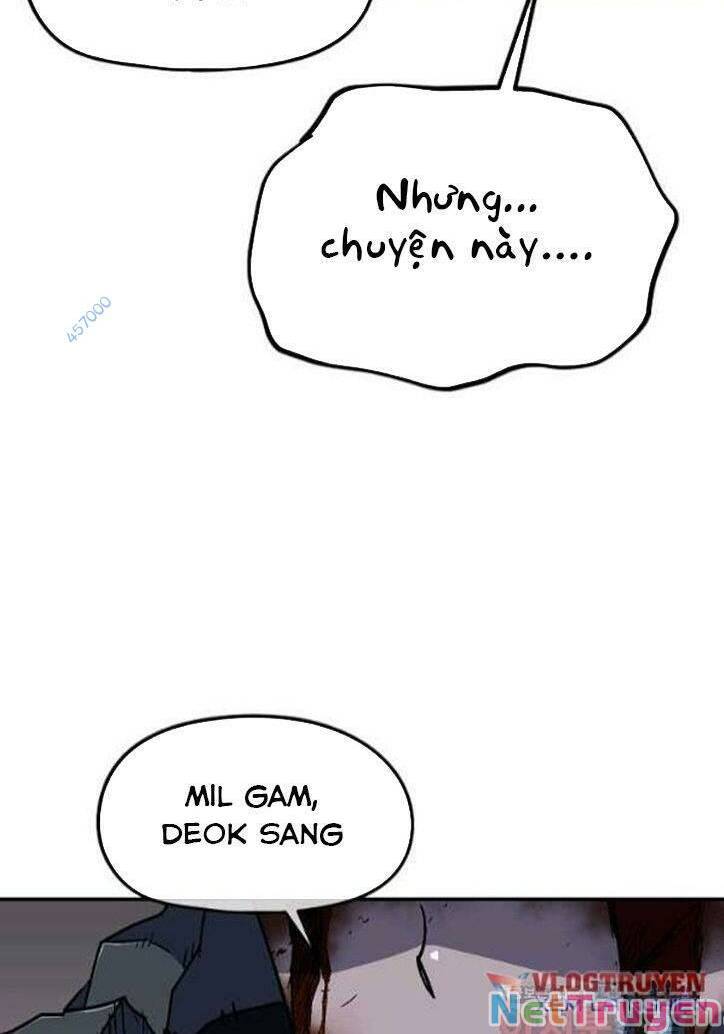 Nhưng...
chuyện này....
457000
MIL GAM,
DEOK SANG
VLOGTRUYEN
NetTruyen